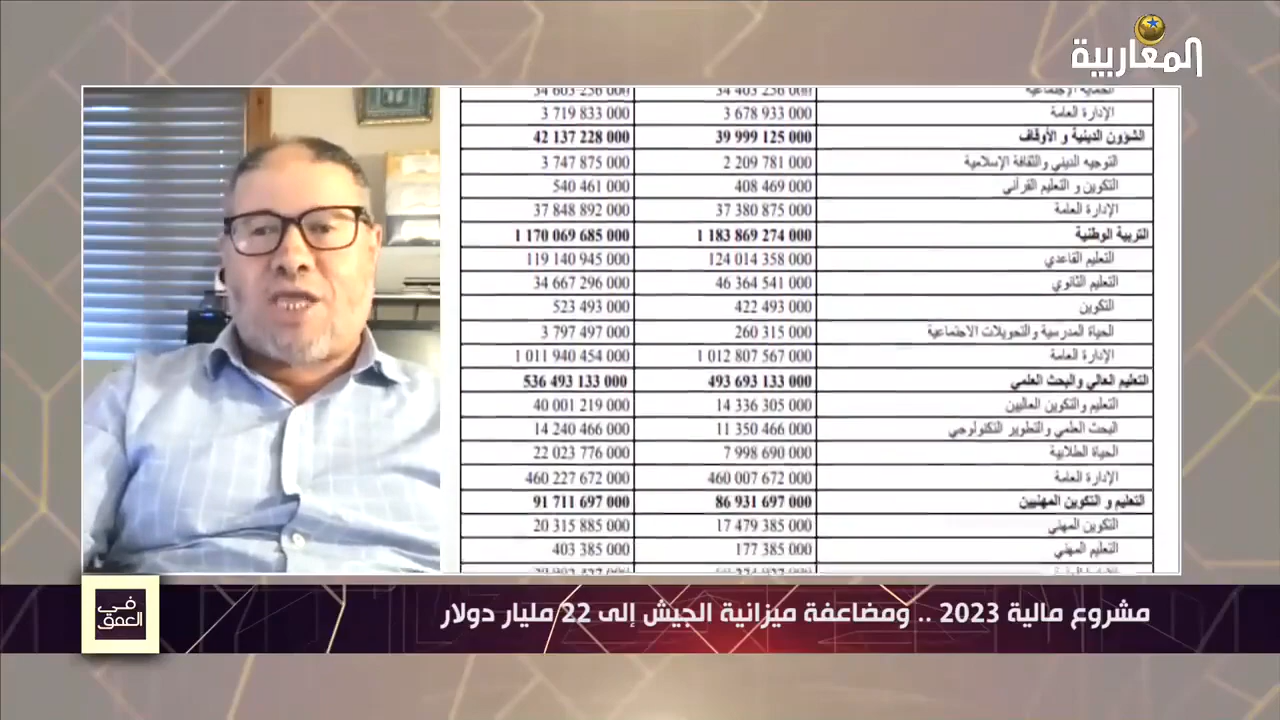 المغاربية
الحماية الإجتماعية 34 403 256 000 34 603 256 000
الإدارة العامة 3 678 933 000 3 719 833 000
الشؤون الدينية و الأوقاف 39 999 125 000 42 137 228 000
التوجيه الديني والثقافة الإسلامية 2 209 781 000 3 747 875 000
التكوين و التعليم القرآني 408 469 000 540 461 000
الإدارة العامة 37 380 875 000 37 848 892 000
التربية الوطنية 1 183 869 274 000 1 170 069 685 000
التعليم القاعدي 124 014 358 000 119 140 945 000
التعليم الثانوي 46 364 541 000 34 667 296 000
التكوين 422 493 000 523 493 000
الحياة المدرسية والتحويلات الاجتماعية 260 315 000 3 797 497 000
الإدارة العامة 1 012 807 567 000 1 011 940 454 000
التعليم العالي والبحث العلمي 493 693 133 000 536 493 133 000
التعليم والتكوين العاليين 14 336 305 000 40 001 219 000
البحث العلمي والتطوير التكنولوجي 11 350 466 000 14 240 466 000
الحياة الطلابية 7 998 690 000 22 023 776 000
الإدارة العامة 460 007 672 000 460 227 672 000
التعليم و التكوين المهنيين 86 931 697 000 91 711 697 000
التكوين المهني 17 479 385 000 20 315 885 000
التعليم المهني 177 385 000 403 385 000
مشروع مالية 2023 .. ومضاعفة ميزانية الجيش إلى 22 مليار دولار
في
العمق